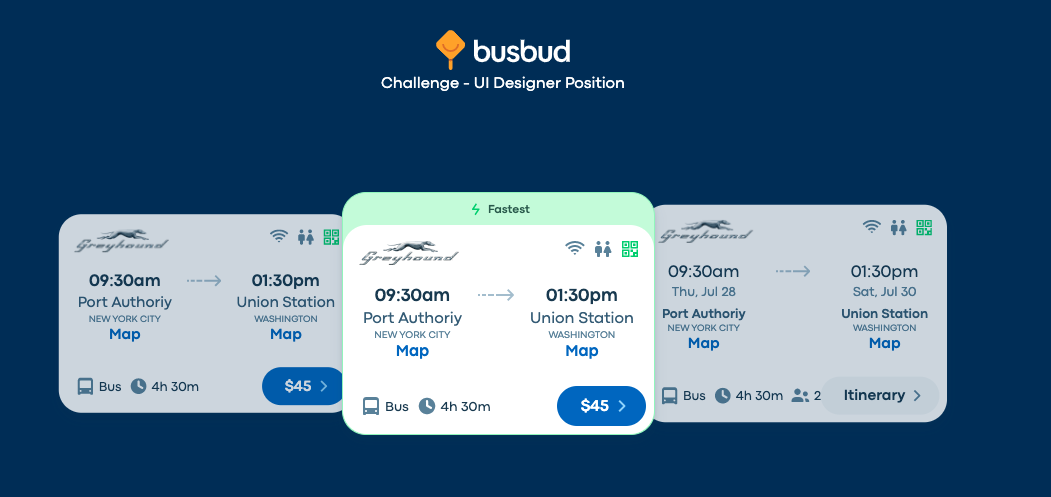 busbud
Challenge - UI Designer Position
Greyhound
09:30am
01:30pm
Port Authoriy
Union Station
NEW YORK CITY
WASHINGTON
Map
Map
Bus
4h 30m
$45
Fastest
Greyhound
09:30am
01:30pm
Port Authoriy
Union Station
NEW YORK CITY
WASHINGTON
Map
Map
Bus
4h 30m
$45
Greyhound
09:30am
01:30pm
Thu, Jul 28
Sat, Jul 30
Port Authoriy
Union Station
NEW YORK CITY
WASHINGTON
Map
Map
Bus
4h 30m
2
Itinerary